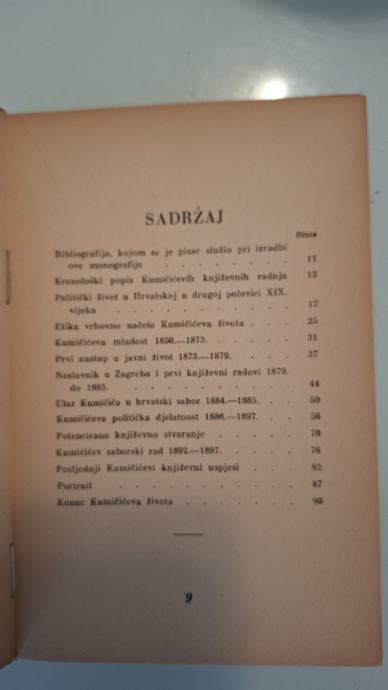 SADRŽAJ
Strana
Bibliografija, kojom se je pisac služio pri izradbi
ove monografije . . . . . . . 11
Kronološki popis Kumičićevih književnih radnja 13
Politički život u Hrvatskoj u drugoj polovici XIX.
vijeka . . . . . . . . . . 17
Etika vrhovno načelo Kumičićeva života . . . 25
Kumičićeva mladost 1850.—1873. . . . . . 31
Prvi nastup u javni život 1873.—1879. . . . . 37
Nastavnik u Zagrebu i prvi književni radovi 1879.
do 1883. . . . . . . . . . 44
Ulaz Kumičića u hrvatski sabor 1884.—1885. . . 50
Kumičićeva politička djelatnost 1886.—1897. . . 56
Potencirano književno stvaranje . . . . . 70
Kumičićev saborski rad 1892.—1897. . . . . 76
Posljednji Kumičićevi književni uspjesi . . . 82
Portrait . . . . . . . . . . 87
Konac Kumičićeva života . . . . . . . 90
9